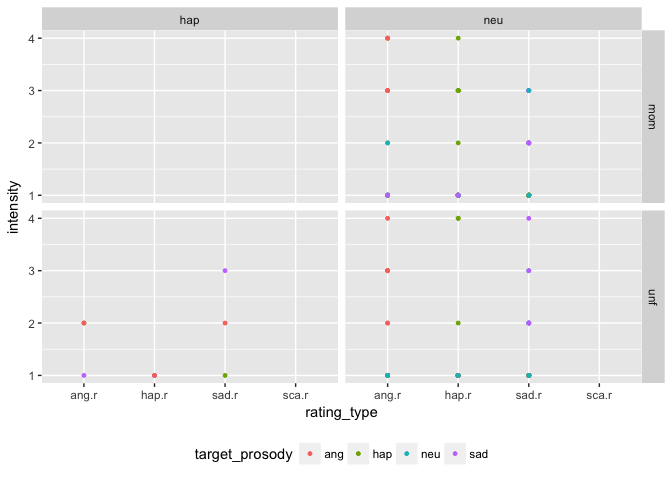 hap neu
4
3
2
1
mom
4
3
2
1
unf
intensity
ang.r hap.r sad.r sca.r ang.r hap.r sad.r sca.r
rating_type
target_prosody ang hap neu sad